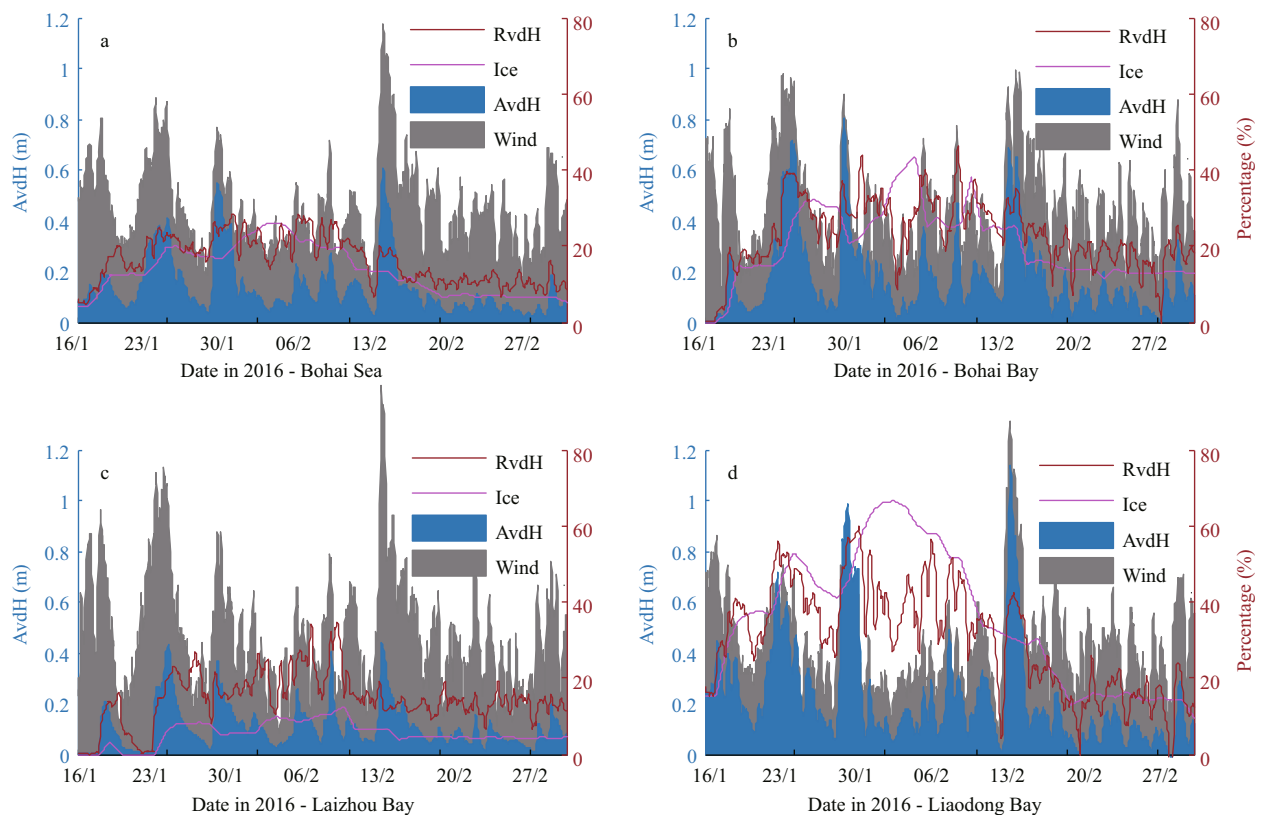 a
RvdH
Ice
AvdH
Wind
AvdH (m)
1.2
1
0.8
0.6
0.4
0.2
0
80
60
40
20
0
16/1 23/1 30/1 06/2 13/2 20/2 27/2
Date in 2016 - Bohai Sea
b
RvdH
Ice
AvdH
Wind
AvdH (m)
1.2
1
0.8
0.6
0.4
0.2
0
80
60
40
20
0
Percentage (%)
16/1 23/1 30/1 06/2 13/2 20/2 27/2
Date in 2016 - Bohai Bay
c
RvdH
Ice
AvdH
Wind
AvdH (m)
1.2
1
0.8
0.6
0.4
0.2
0
80
60
40
20
0
16/1 23/1 30/1 06/2 13/2 20/2 27/2
Date in 2016 - Laizhou Bay
d
RvdH
Ice
AvdH
Wind
AvdH (m)
1.2
1
0.8
0.6
0.4
0.2
0
80
60
40
20
0
Percentage (%)
16/1 23/1 30/1 06/2 13/2 20/2 27/2
Date in 2016 - Liaodong Bay